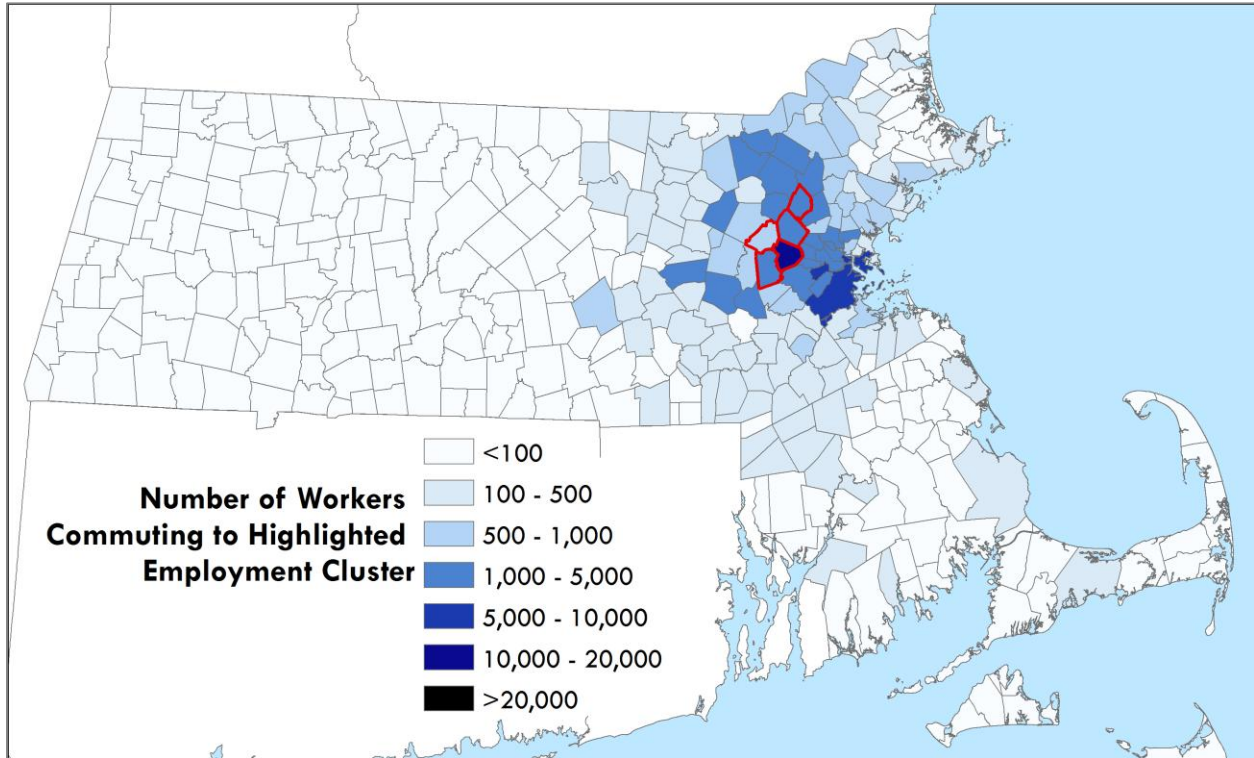 Number of Workers
Commuting to Highlighted
Employment Cluster
<100
100 - 500
500 - 1,000
1,000 - 5,000
5,000 - 10,000
10,000 - 20,000
>20,000